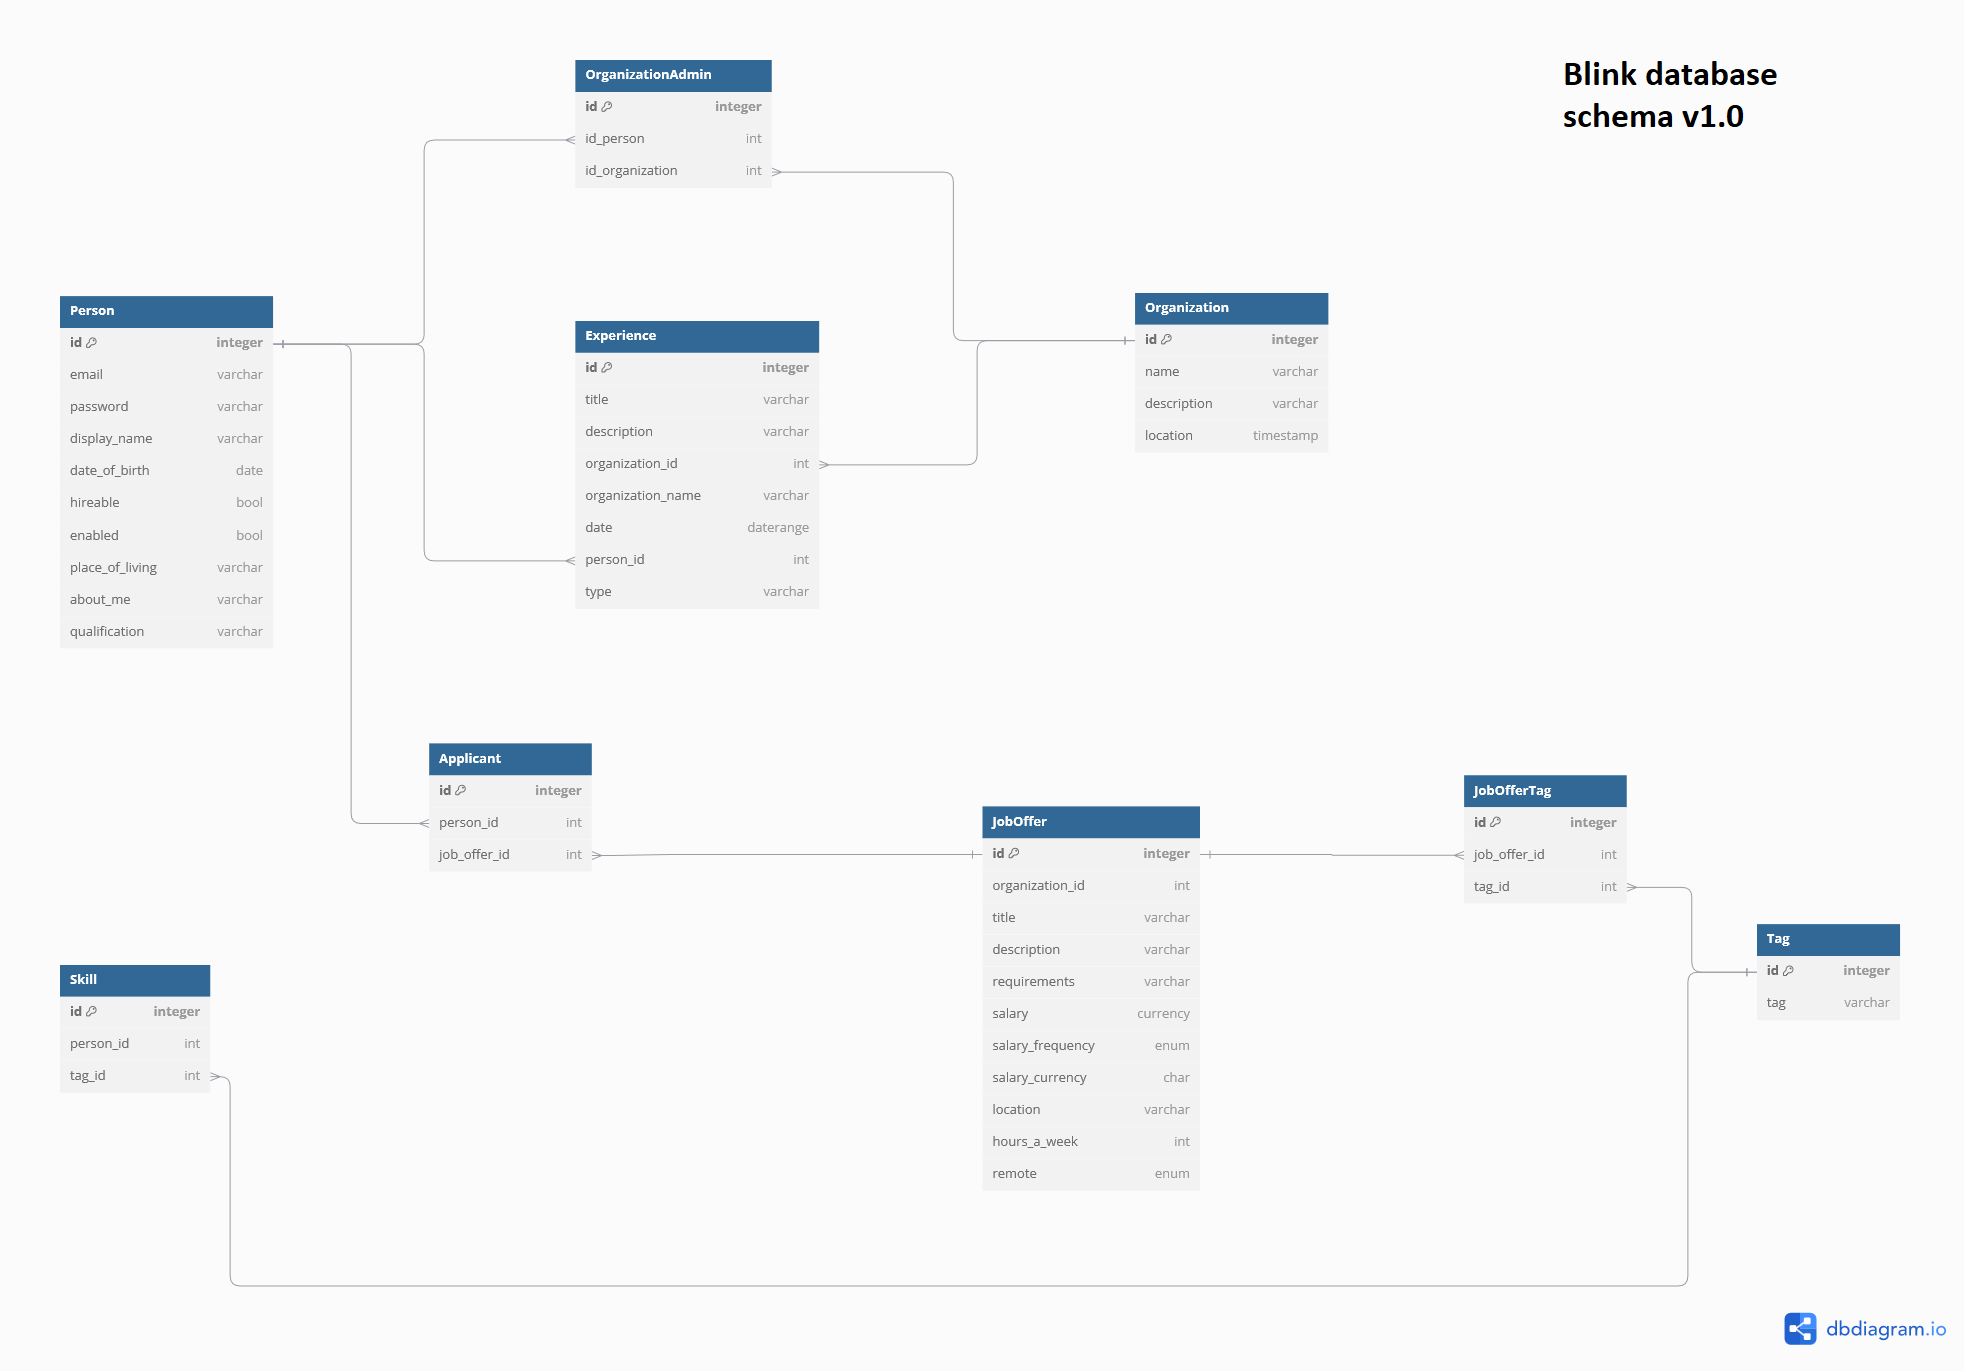 Blink database
schema v1.0
OrganizationAdmin
id integer
id_person int
id_organization int
Person
id integer
email varchar
password varchar
display_name varchar
date_of_birth date
hireable bool
enabled bool
place_of_living varchar
about_me varchar
qualification varchar
Experience
id integer
title varchar
description varchar
organization_id int
organization_name varchar
date daterange
person_id int
type varchar
Organization
id integer
name varchar
description varchar
location timestamp
Applicant
id integer
person_id int
job_offer_id int
JobOffer
id integer
organization_id int
title varchar
description varchar
requirements varchar
salary currency
salary_frequency enum
salary_currency char
location varchar
hours_a_week int
remote enum
JobOfferTag
id integer
job_offer_id int
tag_id int
Tag
id integer
tag varchar
Skill
id integer
person_id int
tag_id int
dbdiagram.io